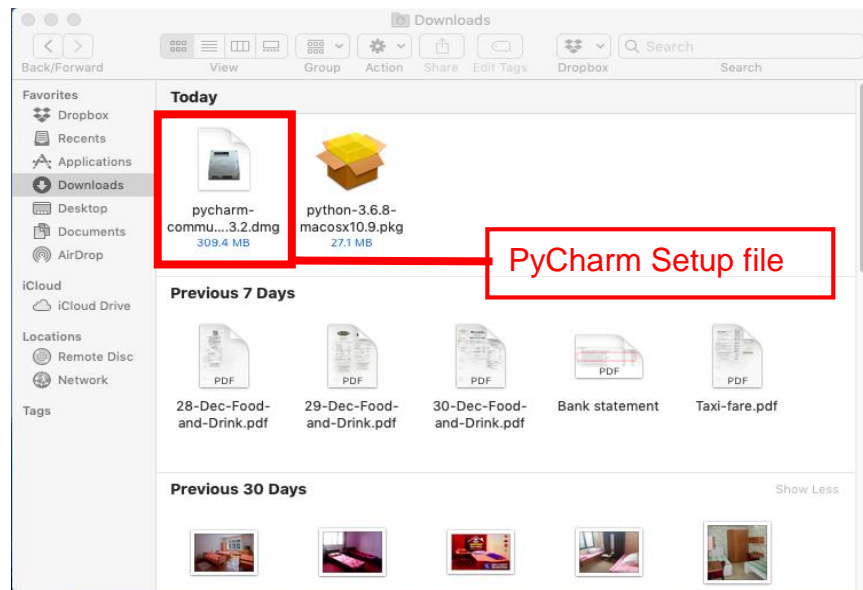 Downloads
Search
Back/Forward View Group Action Share Edit Tags Dropbox Search
Favorites
Dropbox
Recents
Applications
Downloads
Desktop
Documents
AirDrop
iCloud
iCloud Drive
Locations
Remote Disc
Network
Tags
Today
pycharm-
commu....3.2.dmg
309.4 MB
python-3.6.8-
macosx10.9.pkg
27.1 MB
PyCharm Setup file
Previous 7 Days
PDF PDF PDF PDF PDF
28-Dec-Food-
and-Drink.pdf
29-Dec-Food-
and-Drink.pdf
30-Dec-Food-
and-Drink.pdf
Bank statement
Taxi-fare.pdf
Previous 30 Days
Show Less